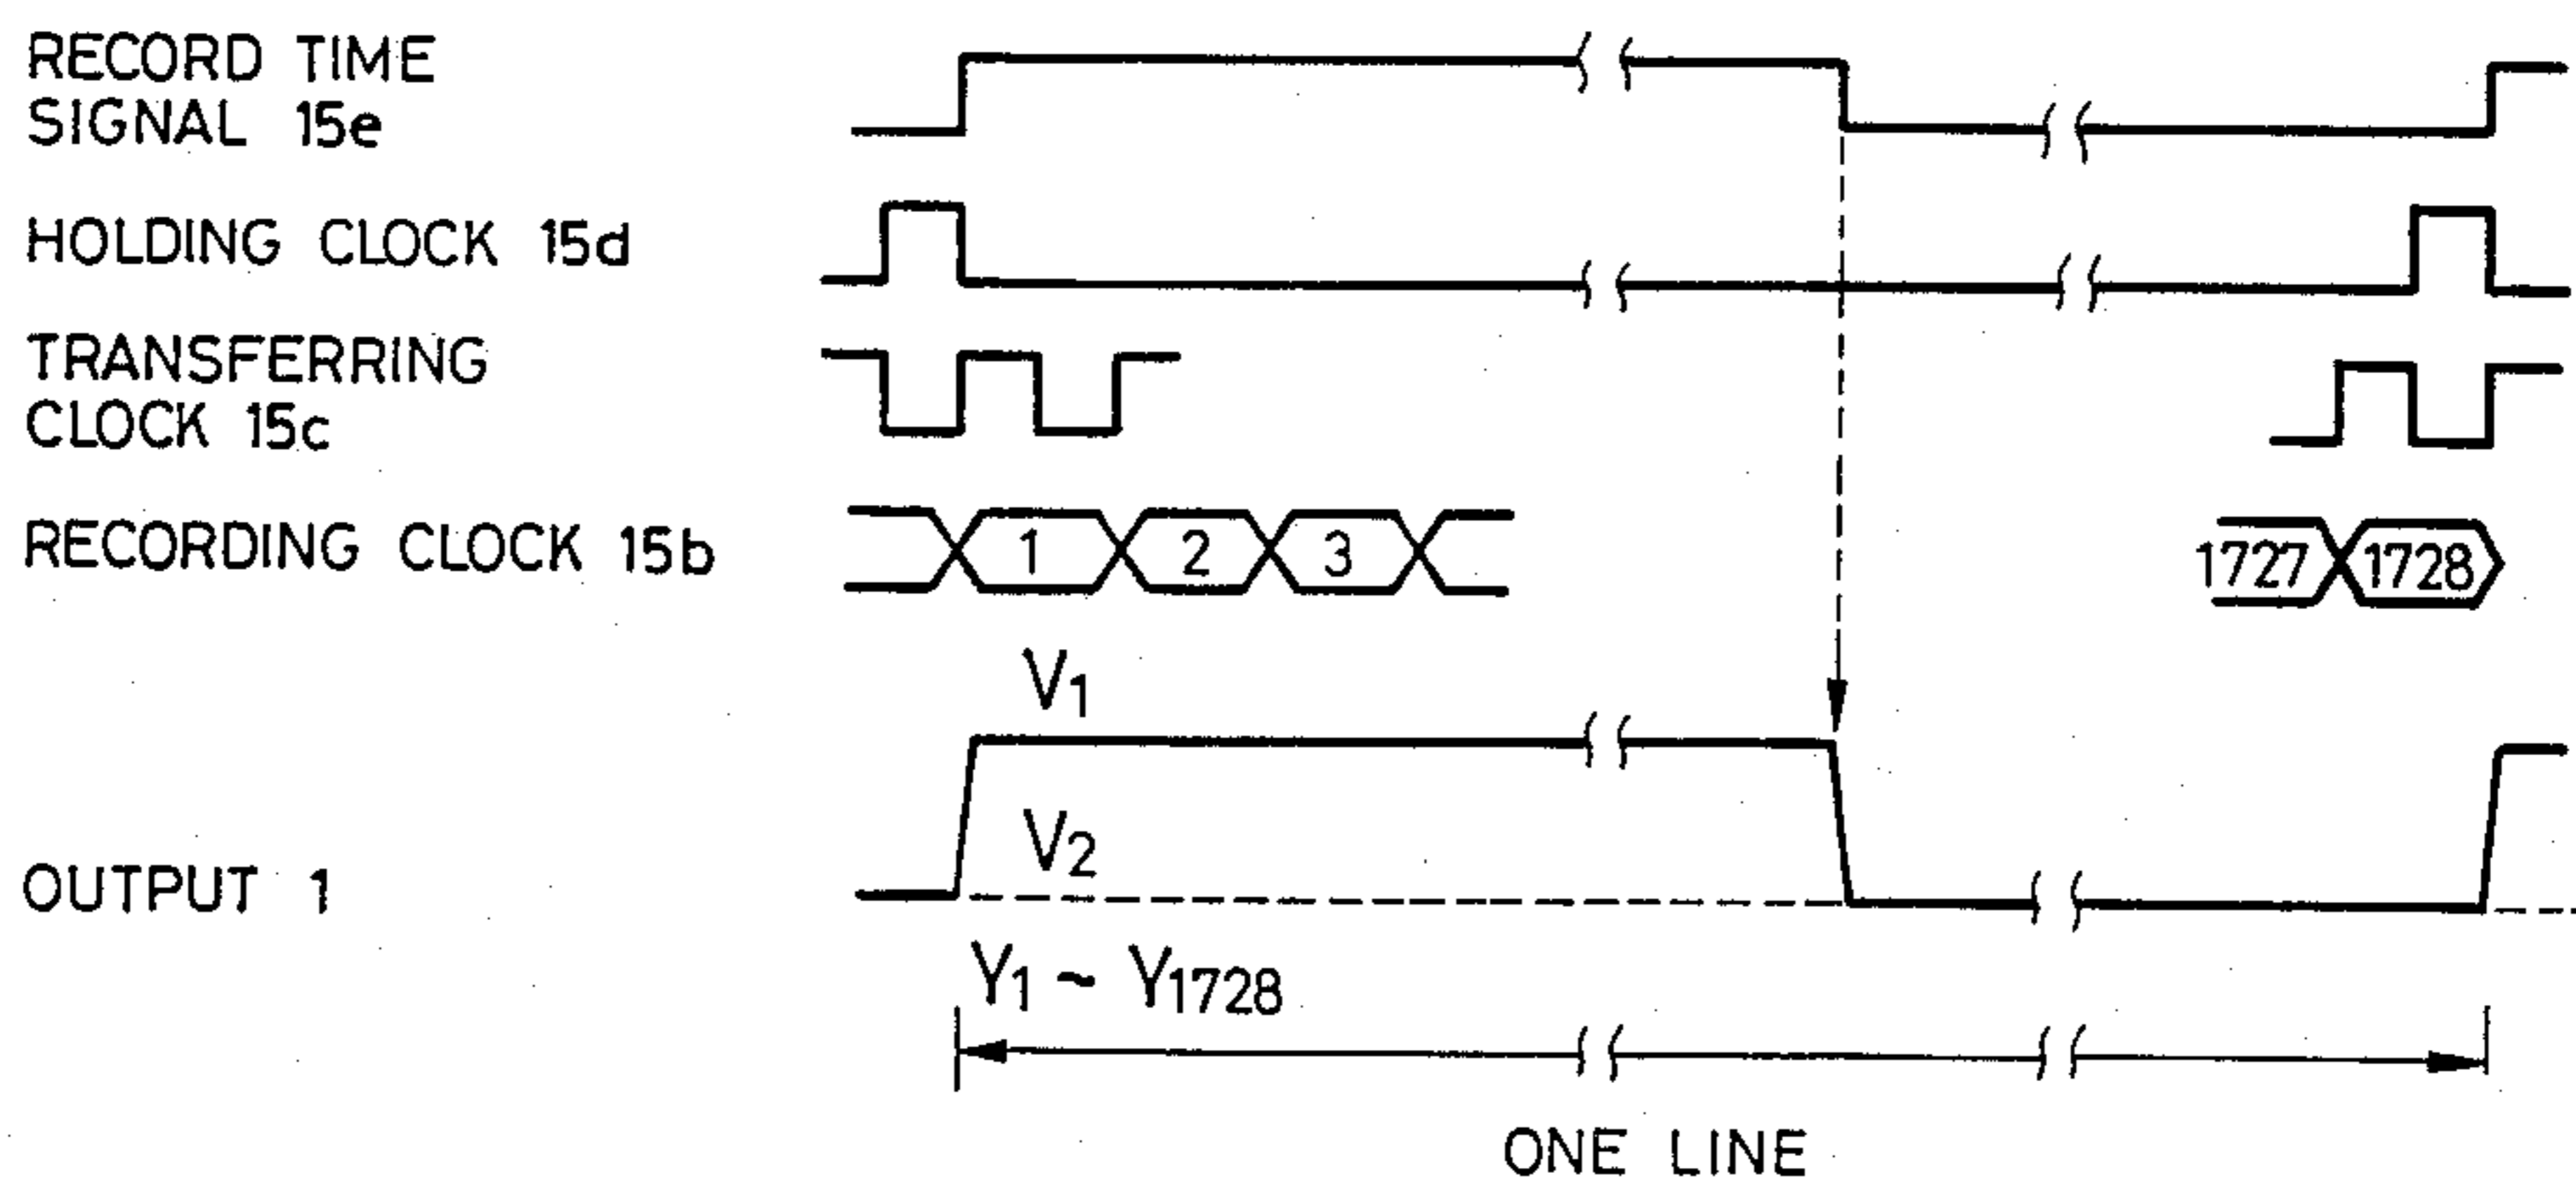 RECORD TIME
SIGNAL 15e
HOLDING CLOCK 15d
TRANSFERRING
CLOCK 15c
RECORDING CLOCK 15b
1 2 3 1727 1728
V1
V2
OUTPUT 1
Y1 ~ Y1728
ONE LINE